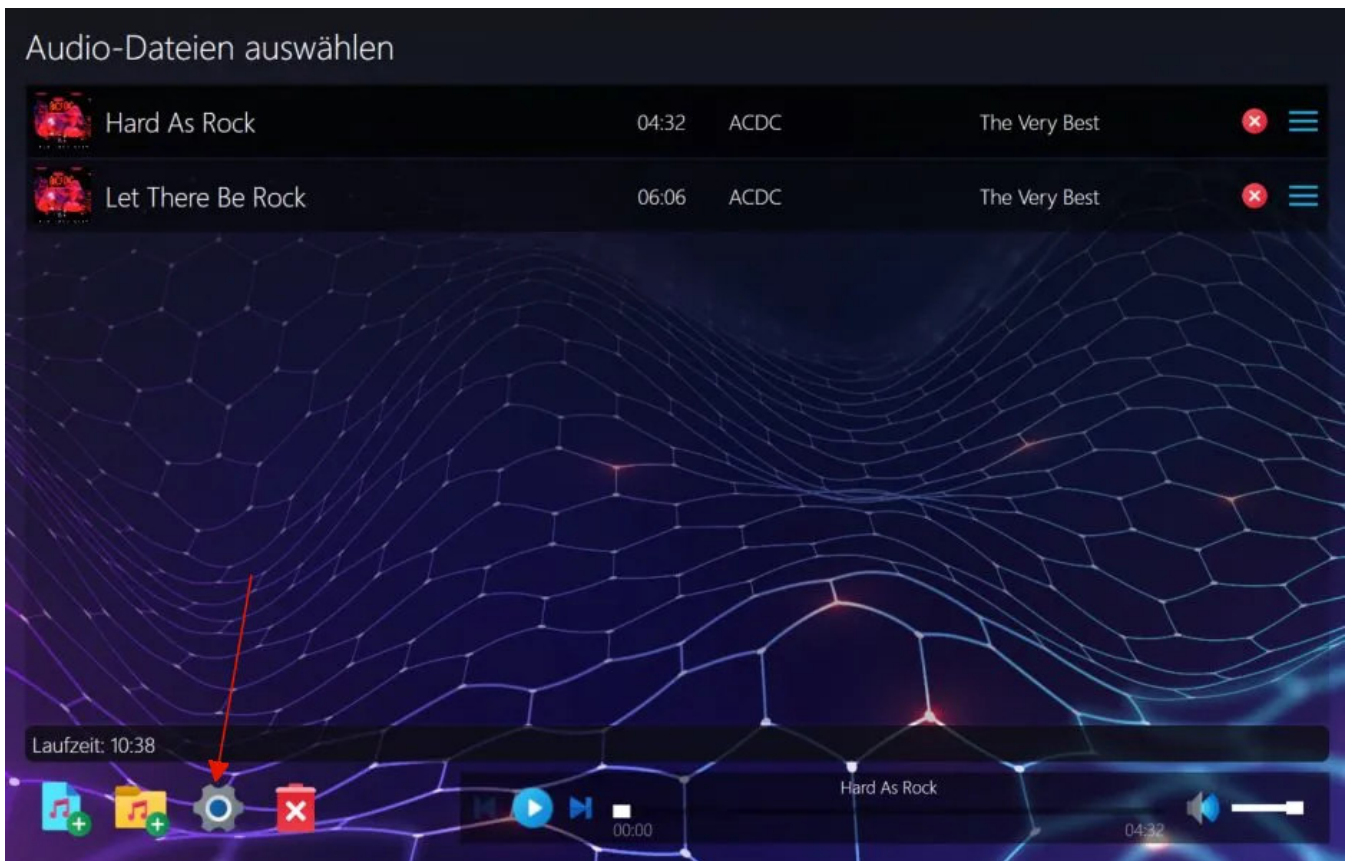 Audio-Dateien auswählen
Hard As Rock 04:32 ACDC The Very Best
Let There Be Rock 06:06 ACDC The Very Best
Laufzeit: 10:38
Hard As Rock
00:00 04:32